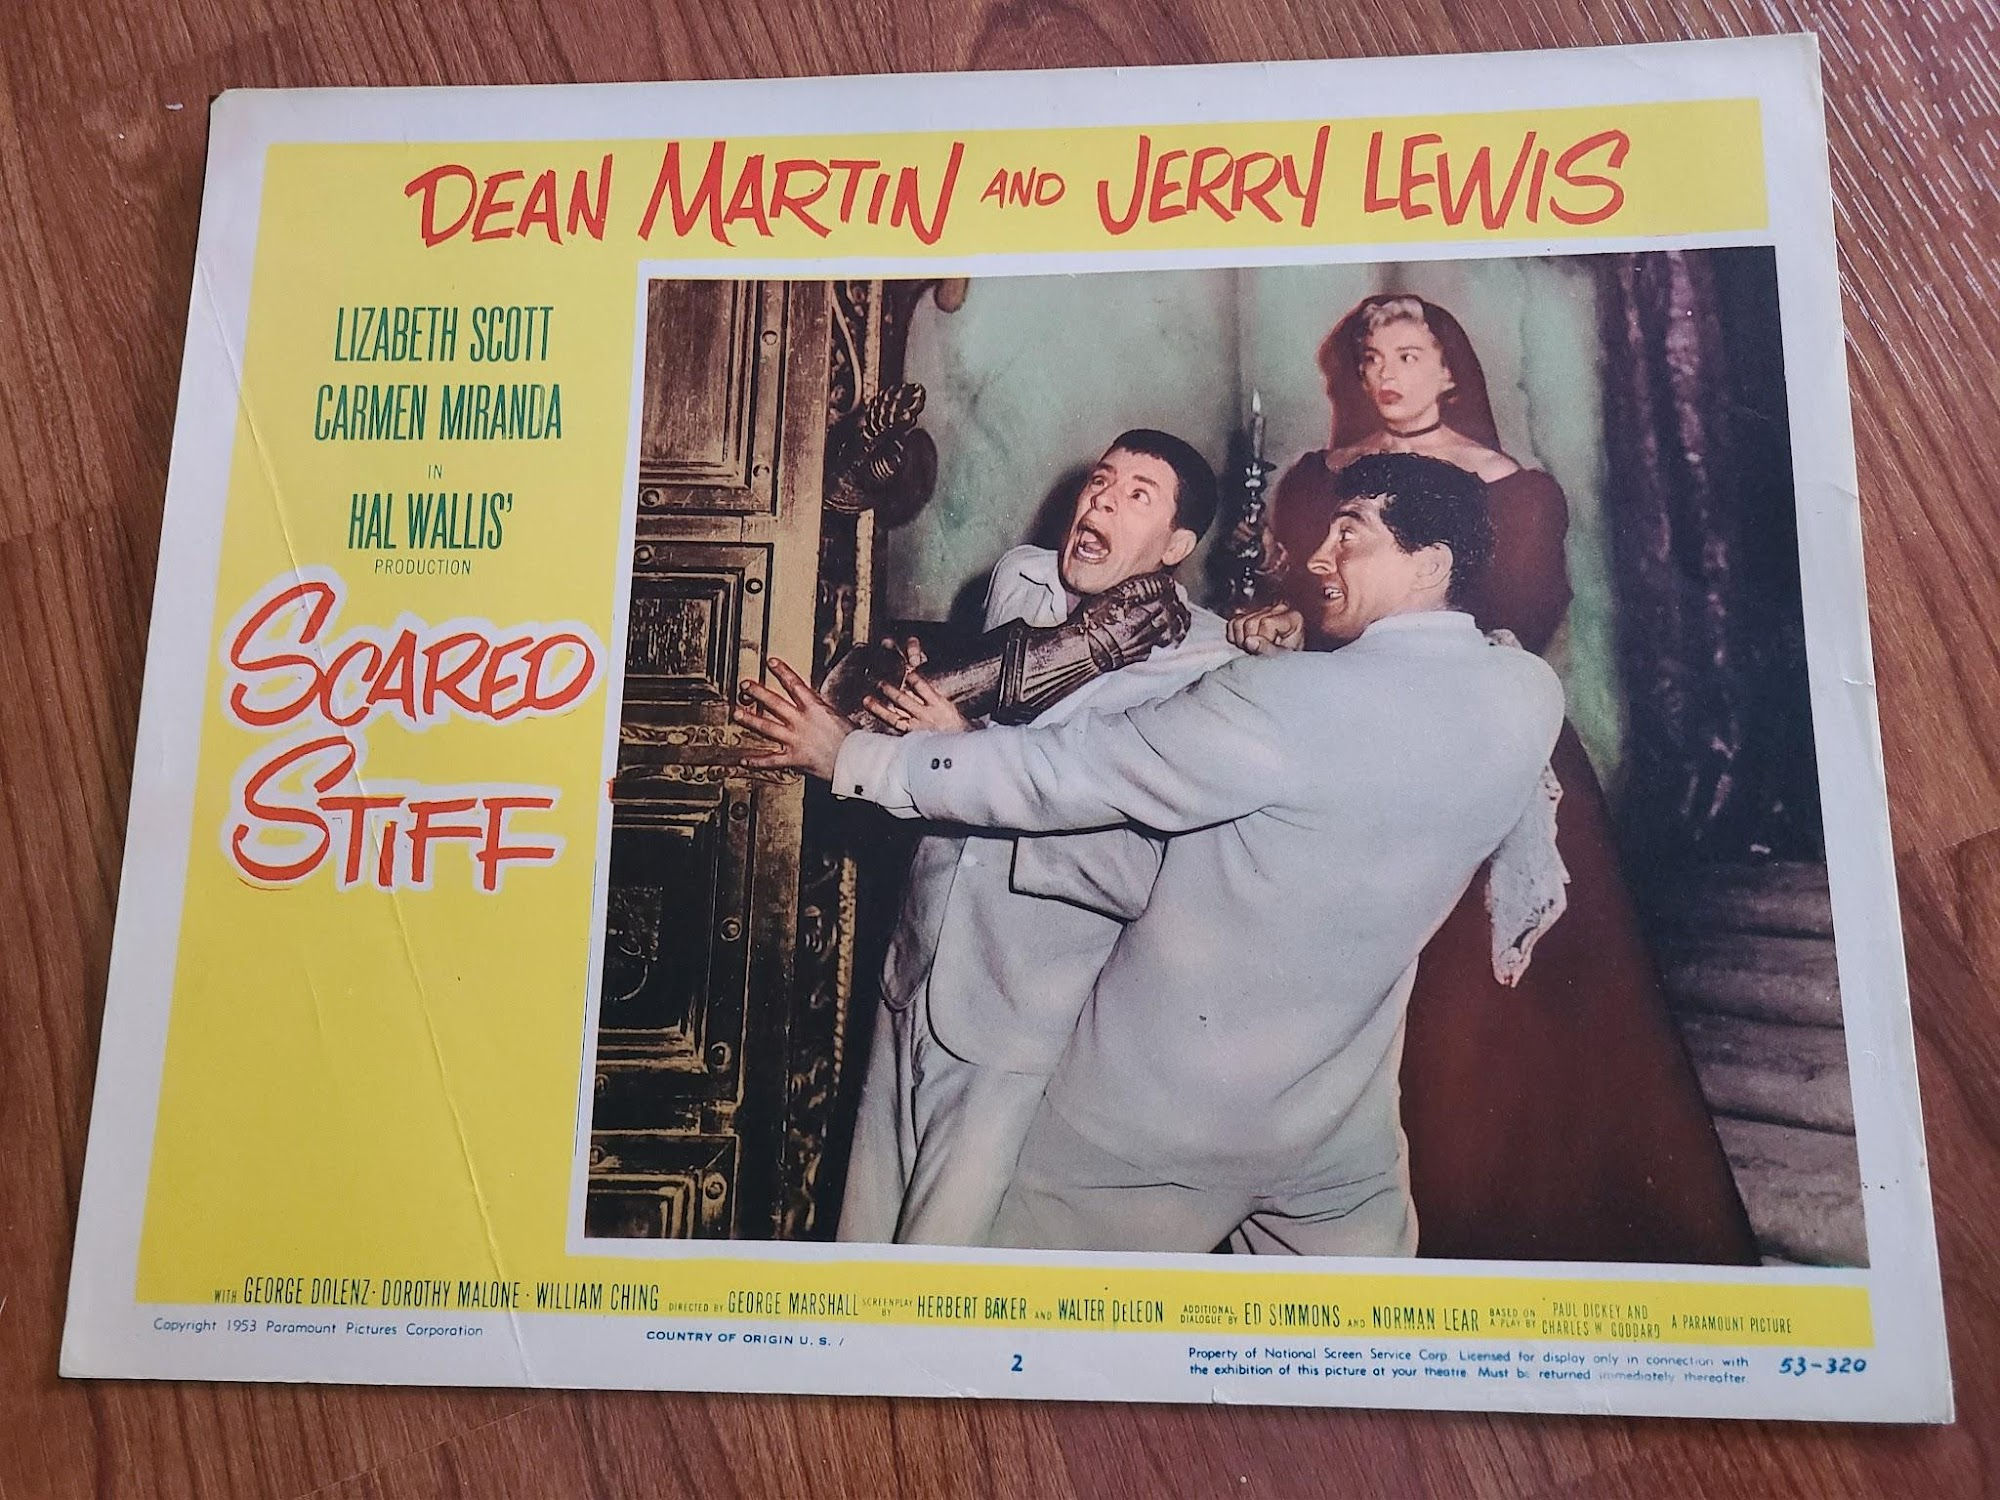 DEAN MARTIN AND JERRY LEWIS
LIZABETH SCOTT
CARMEN MIRANDA
IN
HAL WALLIS'
PRODUCTION
SCARED
STIFF
WITH GEORGE DOLENZ · DOROTHY MALONE · WILLIAM CHING DIRECTED BY GEORGE MARSHALL SCREENPLAY BY HERBERT BAKER AND WALTER DeLEON ADDITIONAL DIALOGUE BY ED SIMMONS AND NORMAN LEAR BASED ON A PLAY BY PAUL DICKEY AND CHARLES W. GODDARD A PARAMOUNT PICTURE
Copyright 1953 Paramount Pictures Corporation
COUNTRY OF ORIGIN U. S. /
2
Property of National Screen Service Corp. Licensed for display only in connection with
the exhibition of this picture at your theatre. Must be returned immediately thereafter.
53-320